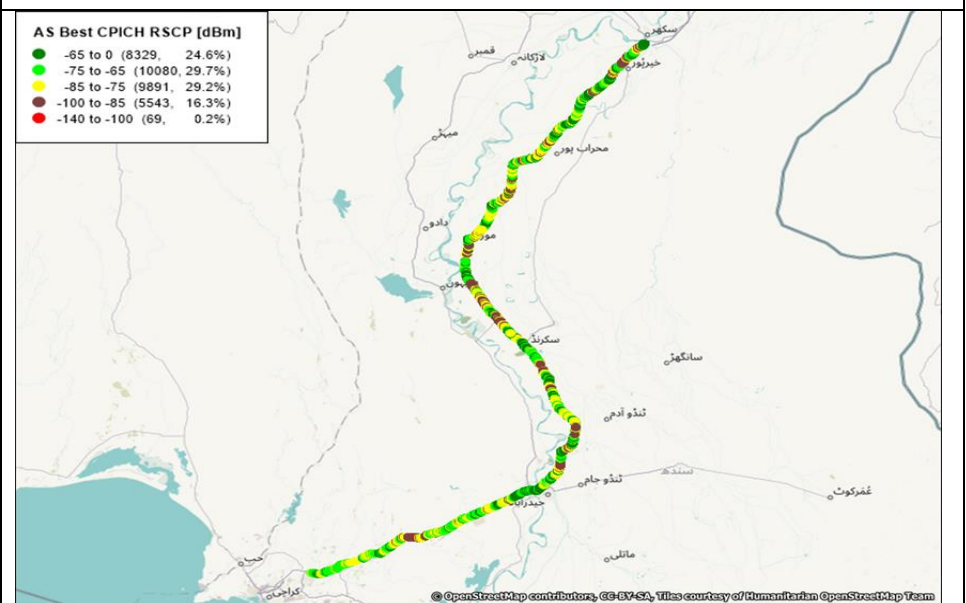 AS Best CPICH RSCP [dBm]
-65 to 0 (8329, 24.6%)
-75 to -65 (10080, 29.7%)
-85 to -75 (9891, 29.2%)
-100 to -85 (5543, 16.3%)
-140 to -100 (69, 0.2%)
سکھر
قمبر
لاڑکانہ
خیرپور
میہڑ
محراب پور
دادو
سکرنڈ
سانگھڑ
ٹنڈو آدم
سندھ
ٹنڈو جام
عُمَرکوٹ
ماتلی
حب
کراچی
© OpenStreetMap contributors, CC-BY-SA, Tiles courtesy of Humanitarian OpenStreetMap Team